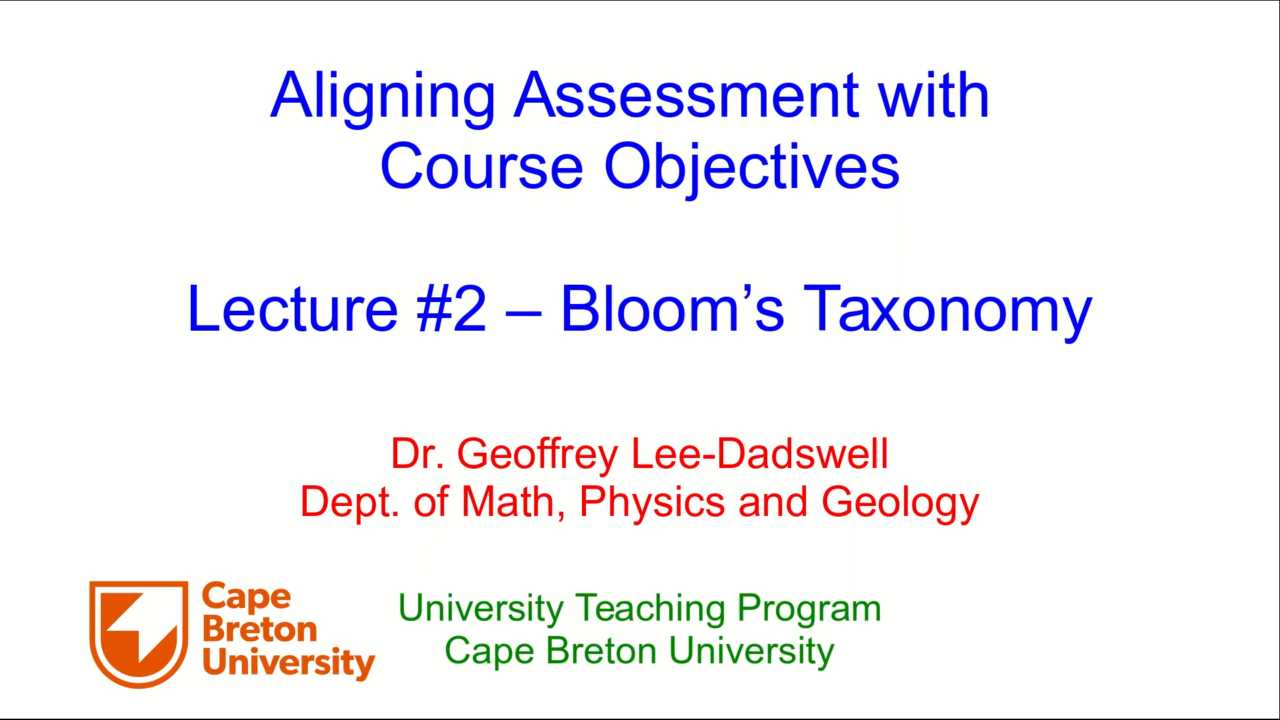 Aligning Assessment with
Course Objectives
Lecture #2 – Bloom’s Taxonomy
Dr. Geoffrey Lee-Dadswell
Dept. of Math, Physics and Geology
Cape
Breton
University
University Teaching Program
Cape Breton University